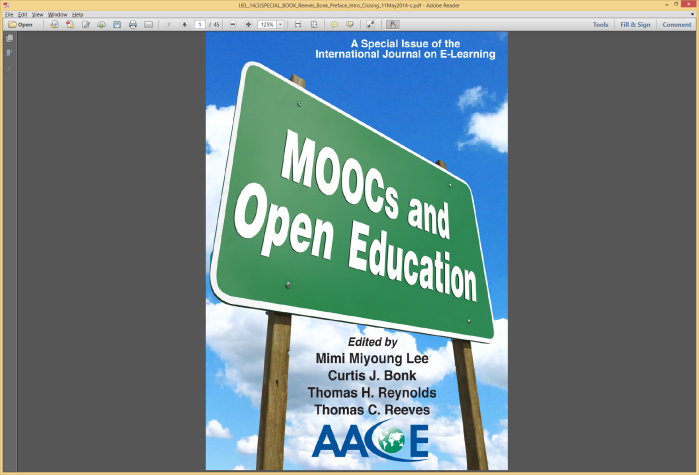 IJEL_14(3)SPECIAL_BOOK_Reeves_Bonk_Preface_Intro_Closing_11May2014-c.pdf - Adobe Reader
File Edit View Window Help
Open
1 / 45
125%
Tools Fill & Sign Comment
A Special Issue of the
International Journal on E-Learning
MOOCs and
Open Education
Edited by
Mimi Miyoung Lee
Curtis J. Bonk
Thomas H. Reynolds
Thomas C. Reeves
AACE